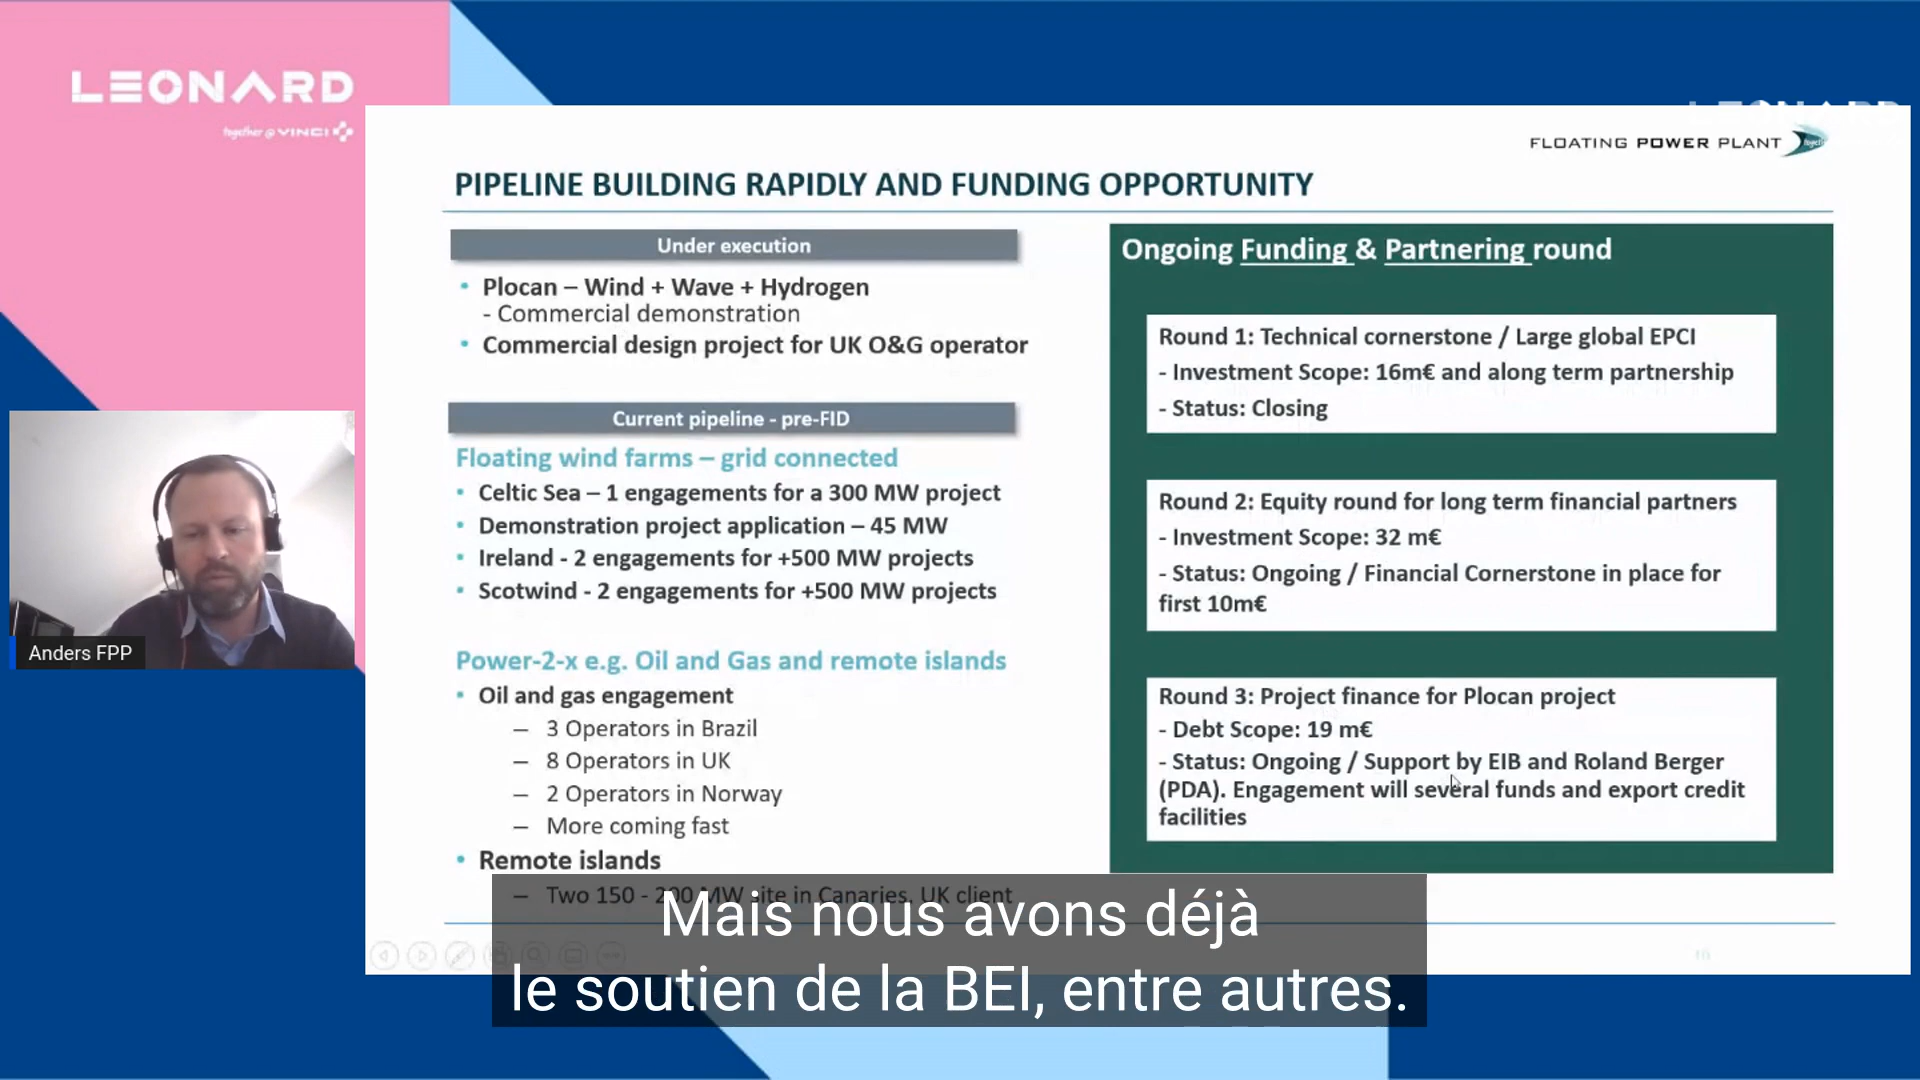 LEONARD
together @ VINCI
FLOATING POWER PLANT
PIPELINE BUILDING RAPIDLY AND FUNDING OPPORTUNITY
Under execution
• Plocan – Wind + Wave + Hydrogen
- Commercial demonstration
• Commercial design project for UK O&G operator
Current pipeline - pre-FID
Floating wind farms – grid connected
• Celtic Sea – 1 engagements for a 300 MW project
• Demonstration project application – 45 MW
• Ireland - 2 engagements for +500 MW projects
• Scotwind - 2 engagements for +500 MW projects
Power-2-x e.g. Oil and Gas and remote islands
• Oil and gas engagement
– 3 Operators in Brazil
– 8 Operators in UK
– 2 Operators in Norway
– More coming fast
• Remote islands
– Two 150 - 200 MW site in Canaries, UK client
Ongoing Funding & Partnering round
Round 1: Technical cornerstone / Large global EPCI
- Investment Scope: 16m€ and along term partnership
- Status: Closing
Round 2: Equity round for long term financial partners
- Investment Scope: 32 m€
- Status: Ongoing / Financial Cornerstone in place for
first 10m€
Round 3: Project finance for Plocan project
- Debt Scope: 19 m€
- Status: Ongoing / Support by EIB and Roland Berger
(PDA). Engagement will several funds and export credit
facilities
Anders FPP
Mais nous avons déjà
le soutien de la BEI, entre autres.